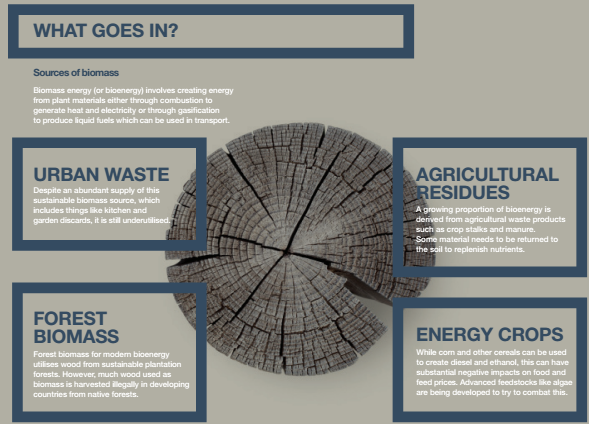 WHAT GOES IN?
Sources of biomass
Biomass energy (or bioenergy) involves creating energy
from plant materials either through combustion to
generate heat and electricity or through gasification
to produce liquid fuels which can be used in transport.
URBAN WASTE
Despite an abundant supply of this
sustainable biomass source, which
includes things like kitchen and
garden discards, it is still underutilised.
AGRICULTURAL
RESIDUES
A growing proportion of bioenergy is
derived from agricultural waste products
such as crop stalks and manure.
Some material needs to be returned to
the soil to replenish nutrients.
FOREST
BIOMASS
Forest biomass for modern bioenergy
utilises wood from sustainable plantation
forests. However, much wood used as
biomass is harvested illegally in developing
countries from native forests.
ENERGY CROPS
While corn and other cereals can be used
to create diesel and ethanol, this can have
substantial negative impacts on food and
feed prices. Advanced feedstocks like algae
are being developed to try to combat this.